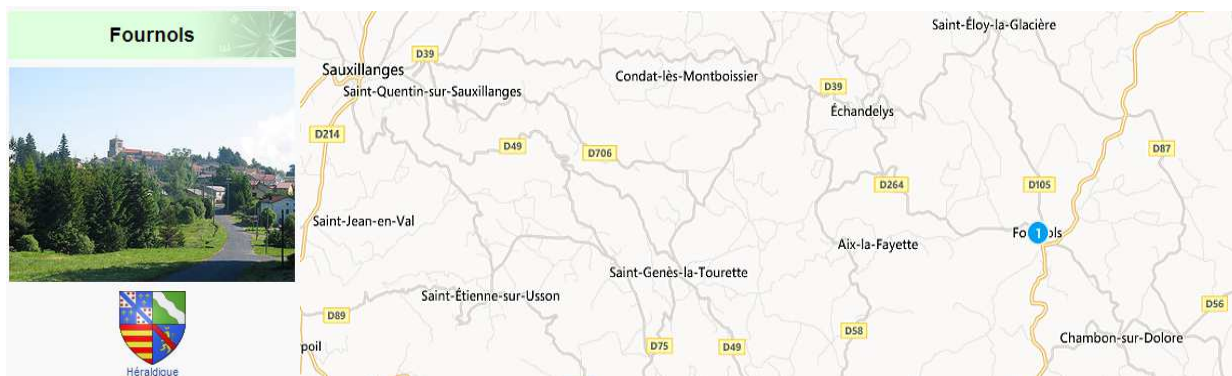 Fournols
Héraldique
Saint-Éloy-la-Glacière
D39
Sauxillanges
Condat-lès-Montboissier
Saint-Quentin-sur-Sauxillanges
D39
Échandelys
D214
D49
D706
D87
D264
D105
Saint-Jean-en-Val
1
Aix-la-Fayette
Saint-Genès-la-Tourette
Saint-Étienne-sur-Usson
D89
D56
D58
Chambon-sur-Dolore
poil
D75
D49